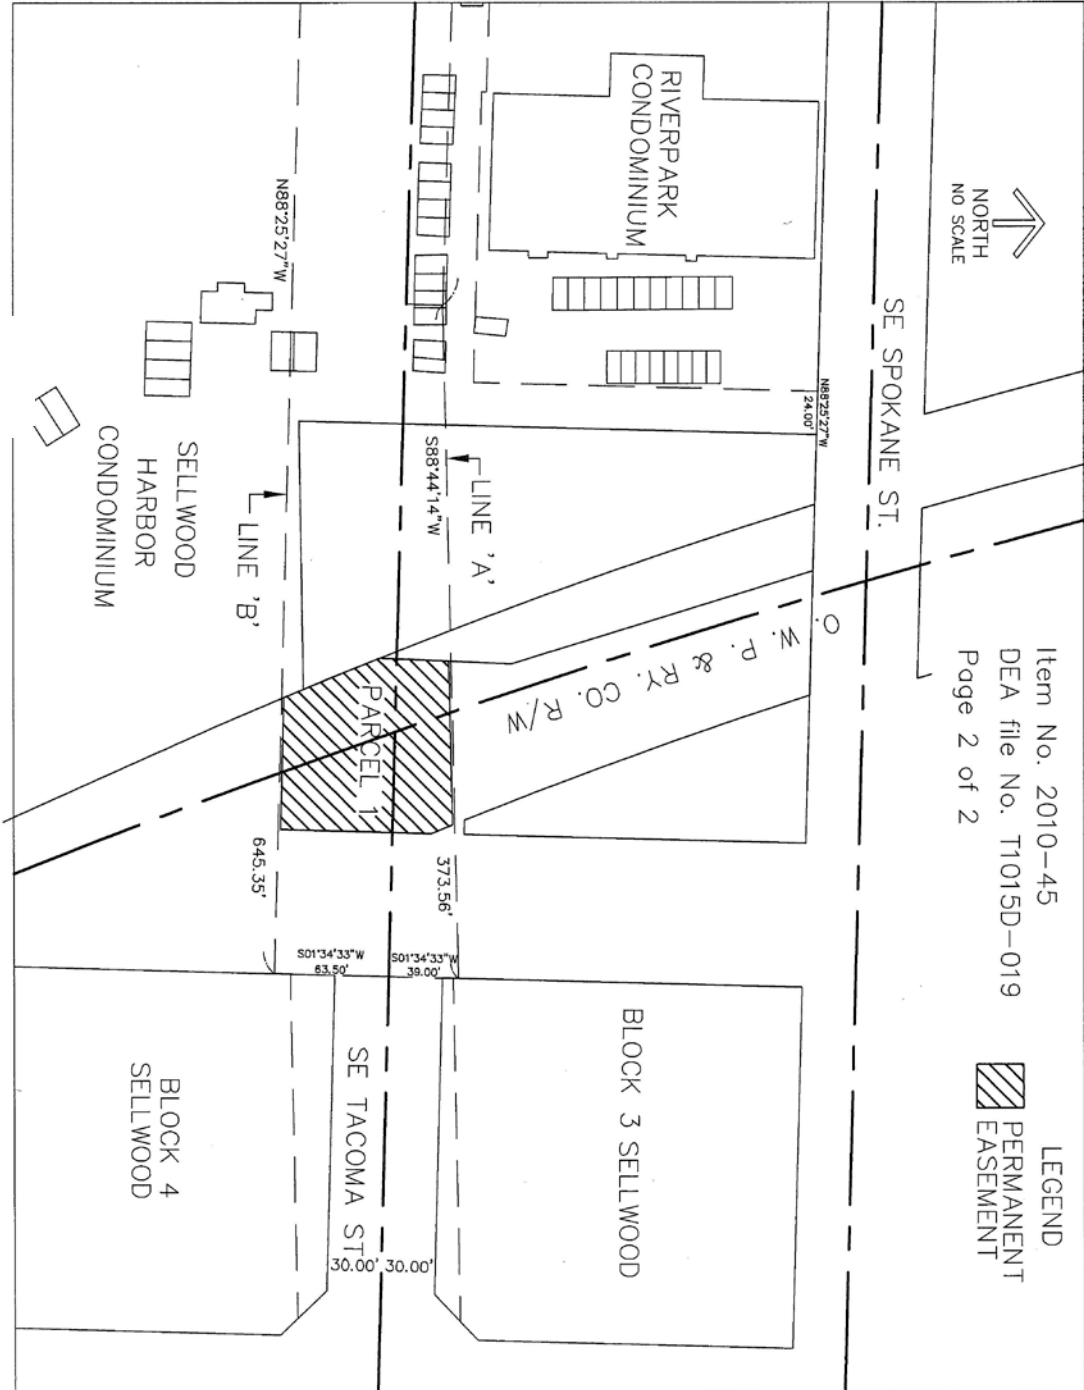 Item No. 2010-45
DEA file No. T1015D-019
Page 2 of 2
LEGEND
PERMANENT
EASEMENT
NORTH
NO SCALE
SE SPOKANE ST.
N88°25'27"W
24.00'
RIVERPARK
CONDOMINIUM
O. W. P. & RY. CO. R/W
LINE 'A'
S88°44'14"W
373.56'
PARCEL 1
BLOCK 3 SELLWOOD
S01°34'33"W
39.00'
S01°34'33"W
63.50'
30.00' 30.00'
SE TACOMA ST.
N88°25'27"W
LINE 'B'
645.35'
SELLWOOD
HARBOR
CONDOMINIUM
BLOCK 4
SELLWOOD